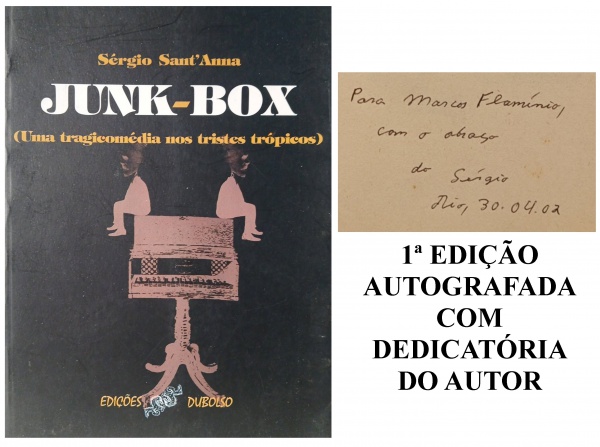 Sérgio Sant'Anna
JUNK-BOX
(Uma tragicomédia nos tristes trópicos)
EDIÇÕES DUBOLSO
Para Marcos Flamínio,
com o abraço
do Sérgio
Rio, 30.04.02
1ª EDIÇÃO
AUTOGRAFADA
COM
DEDICATÓRIA
DO AUTOR